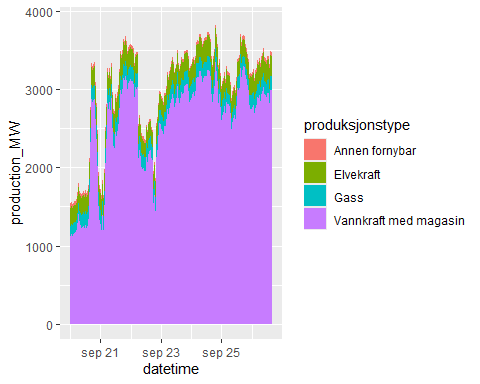 4000
3000
2000
1000
0
production_MW
sep 21
sep 23
sep 25
datetime
produksjonstype
Annen fornybar
Elvekraft
Gass
Vannkraft med magasin